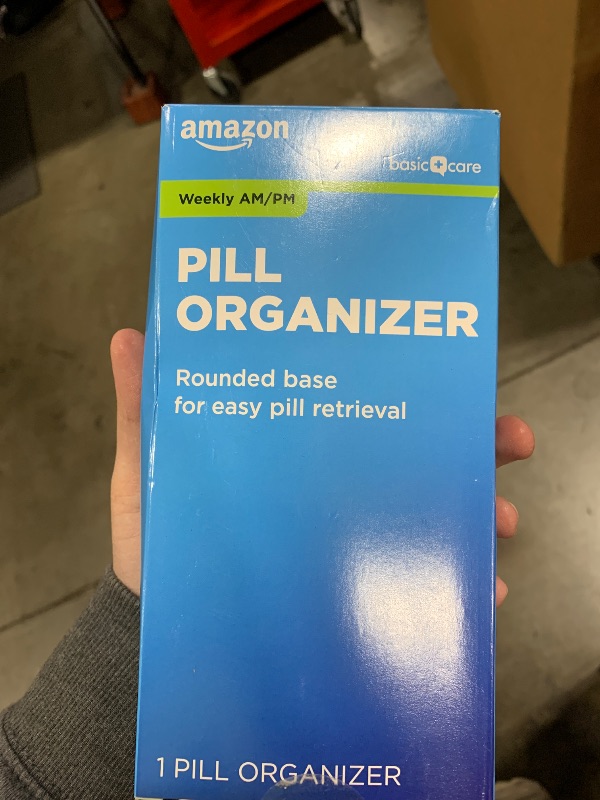 amazon
basic care
Weekly AM/PM
PILL
ORGANIZER
Rounded base
for easy pill retrieval
1 PILL ORGANIZER